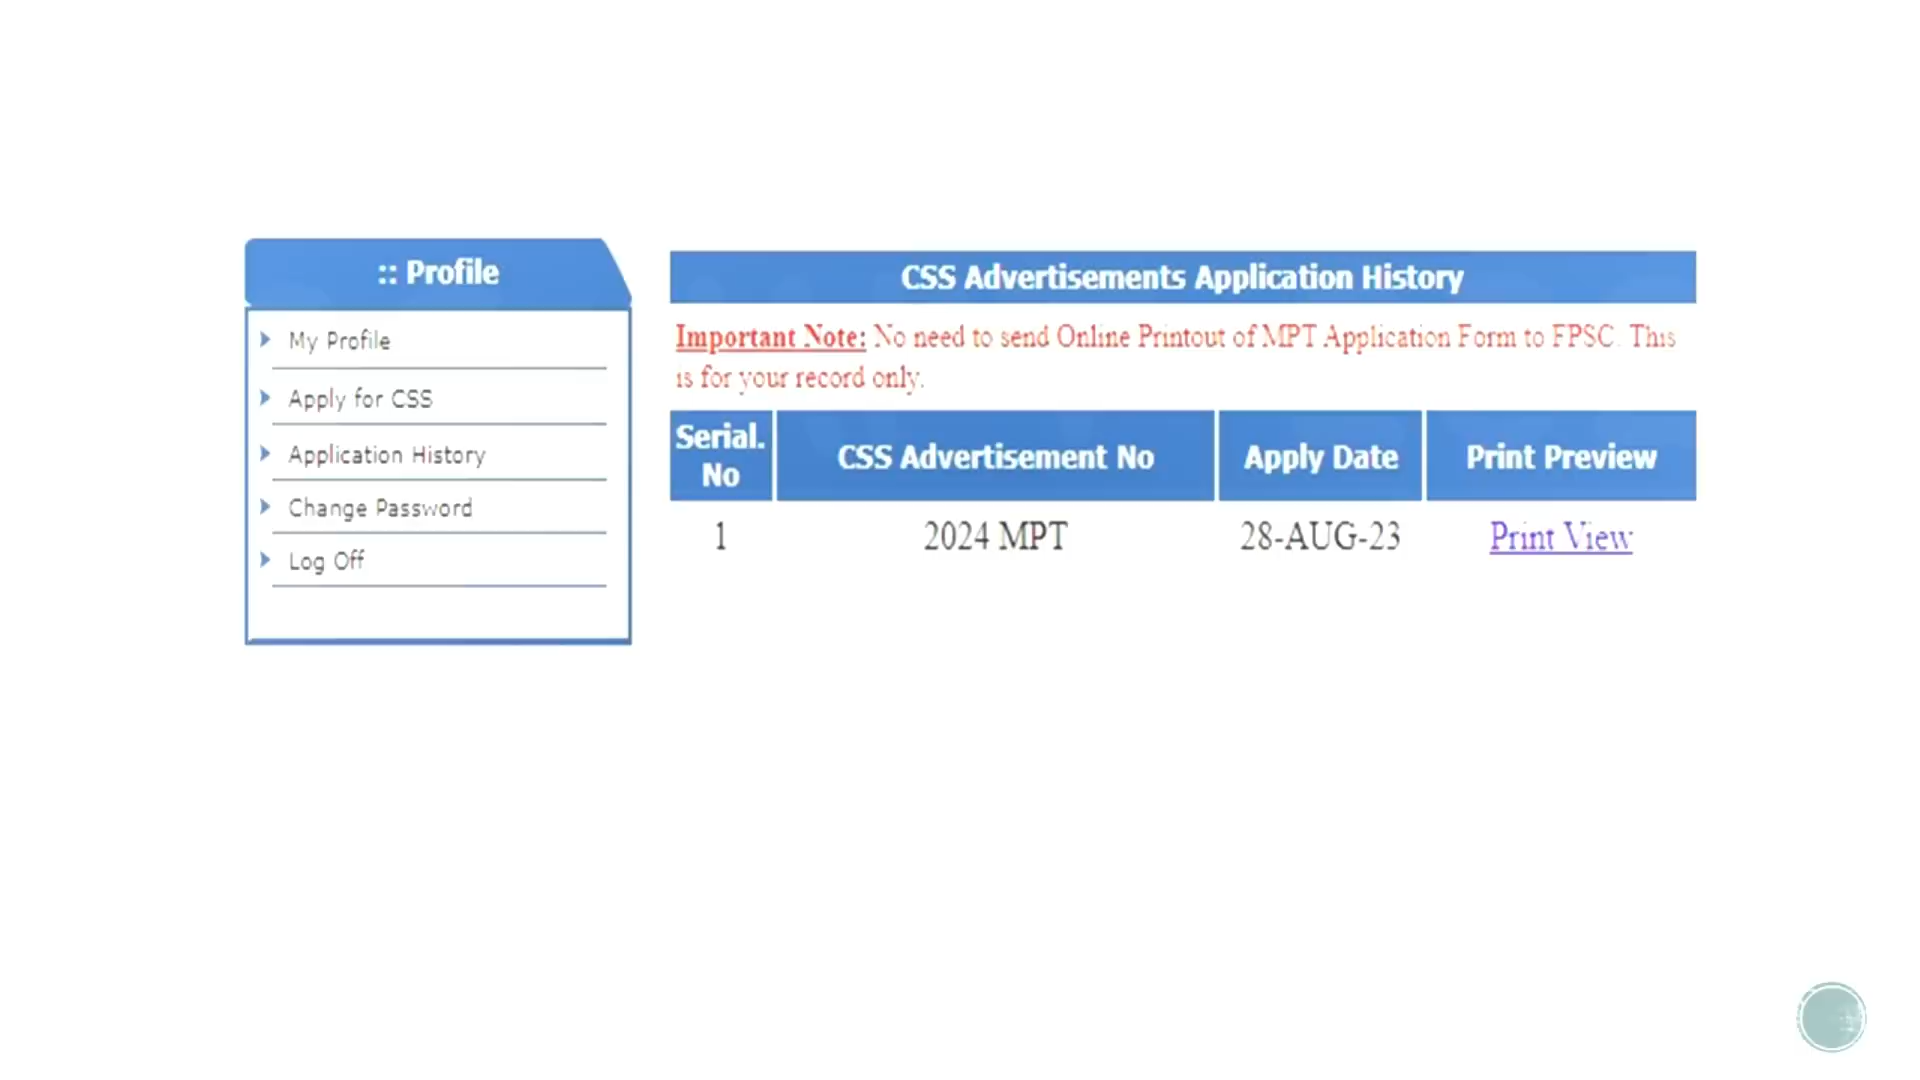 :: Profile
My Profile
Apply for CSS
Application History
Change Password
Log Off
CSS Advertisements Application History
Important Note: No need to send Online Printout of MPT Application Form to FPSC. This
is for your record only.
Serial. No
CSS Advertisement No
Apply Date
Print Preview
1
2024 MPT
28-AUG-23
Print View